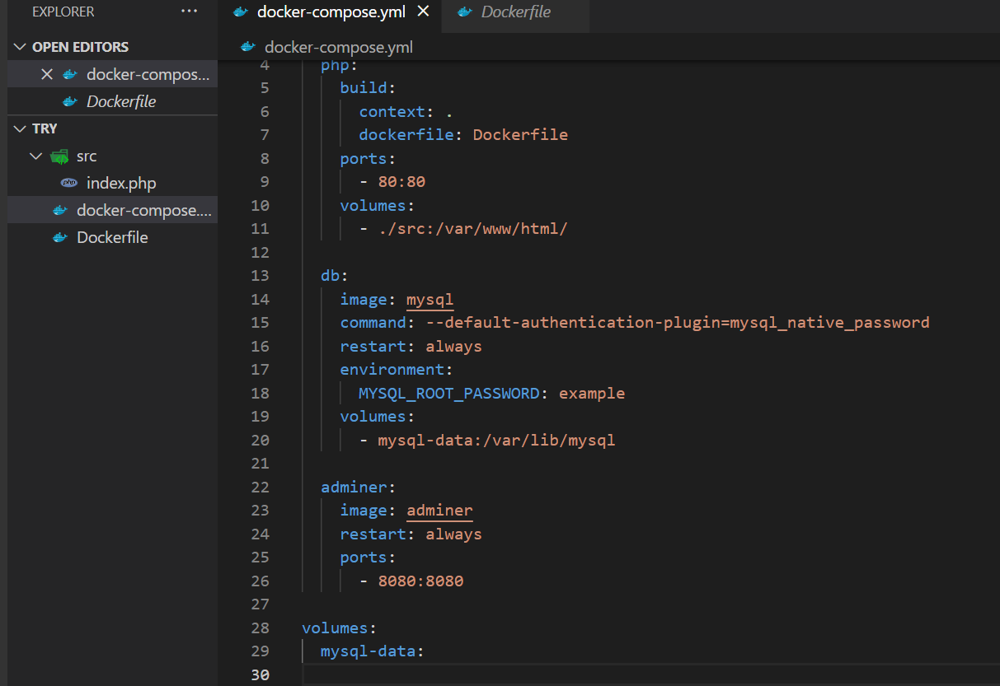 EXPLORER ...
OPEN EDITORS
docker-compos...
Dockerfile
TRY
src
index.php
docker-compose....
Dockerfile
docker-compose.yml
Dockerfile
docker-compose.yml
4 php:
5 build:
6 context: .
7 dockerfile: Dockerfile
8 ports:
9 - 80:80
10 volumes:
11 - ./src:/var/www/html/
12
13 db:
14 image: mysql
15 command: --default-authentication-plugin=mysql_native_password
16 restart: always
17 environment:
18 MYSQL_ROOT_PASSWORD: example
19 volumes:
20 - mysql-data:/var/lib/mysql
21
22 adminer:
23 image: adminer
24 restart: always
25 ports:
26 - 8080:8080
27
28 volumes:
29 mysql-data:
30